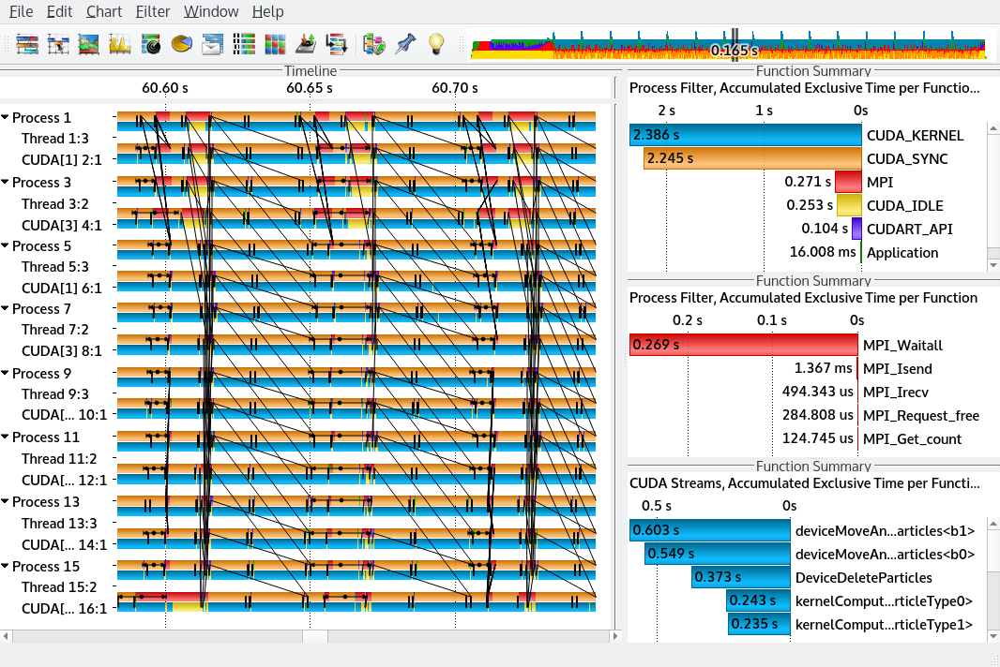 File Edit Chart Filter Window Help
0.165 s
Timeline
60.60 s 60.65 s 60.70 s
Process 1
Thread 1:3
CUDA[1] 2:1
Process 3
Thread 3:2
CUDA[3] 4:1
Process 5
Thread 5:3
CUDA[1] 6:1
Process 7
Thread 7:2
CUDA[3] 8:1
Process 9
Thread 9:3
CUDA[... 10:1
Process 11
Thread 11:2
CUDA[... 12:1
Process 13
Thread 13:3
CUDA[... 14:1
Process 15
Thread 15:2
CUDA[... 16:1
Function Summary
Process Filter, Accumulated Exclusive Time per Functio...
2 s 1 s 0s
2.386 s CUDA_KERNEL
2.245 s CUDA_SYNC
0.271 s MPI
0.253 s CUDA_IDLE
0.104 s CUDART_API
16.008 ms Application
Function Summary
Process Filter, Accumulated Exclusive Time per Function
0.2 s 0.1 s 0s
0.269 s MPI_Waitall
1.367 ms MPI_Isend
494.343 us MPI_Irecv
284.808 us MPI_Request_free
124.745 us MPI_Get_count
Function Summary
CUDA Streams, Accumulated Exclusive Time per Functi...
0.5 s 0s
0.603 s deviceMoveAn...articles<b1>
0.549 s deviceMoveAn...articles<b0>
0.373 s DeviceDeleteParticles
0.243 s kernelComput...rticleType0>
0.235 s kernelComput...rticleType1>